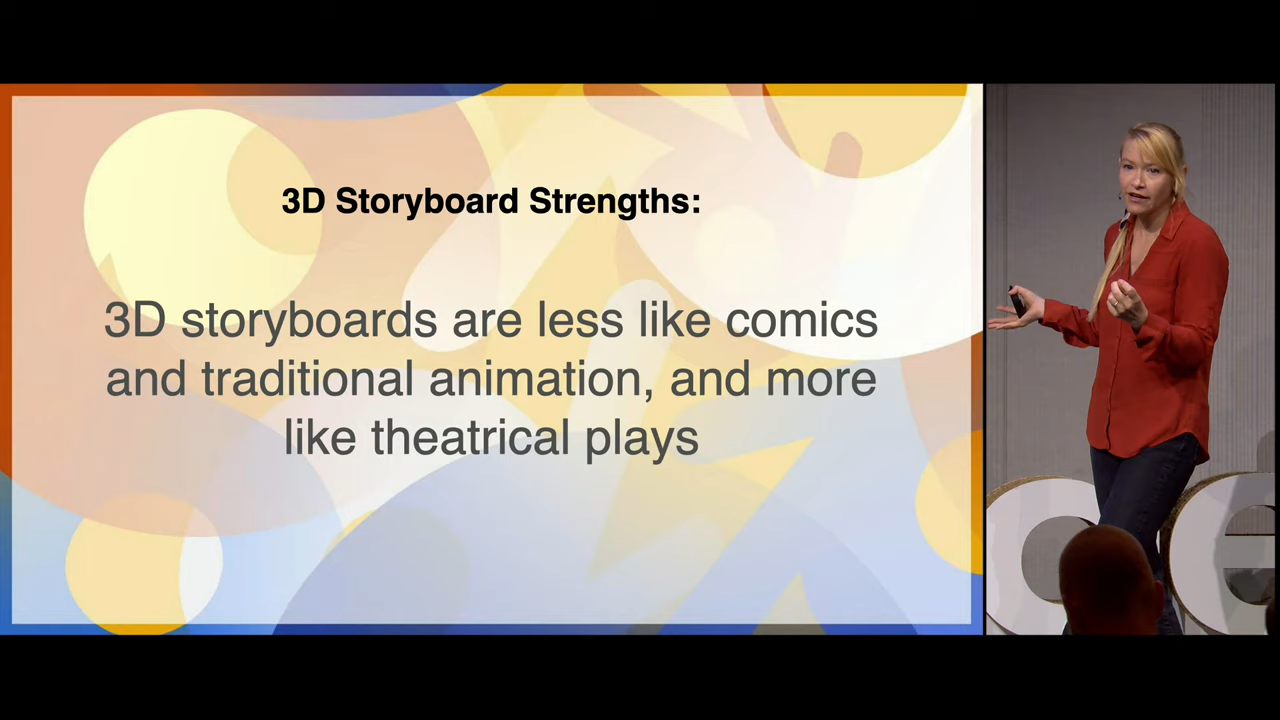 3D Storyboard Strengths:
3D storyboards are less like comics
and traditional animation, and more
like theatrical plays